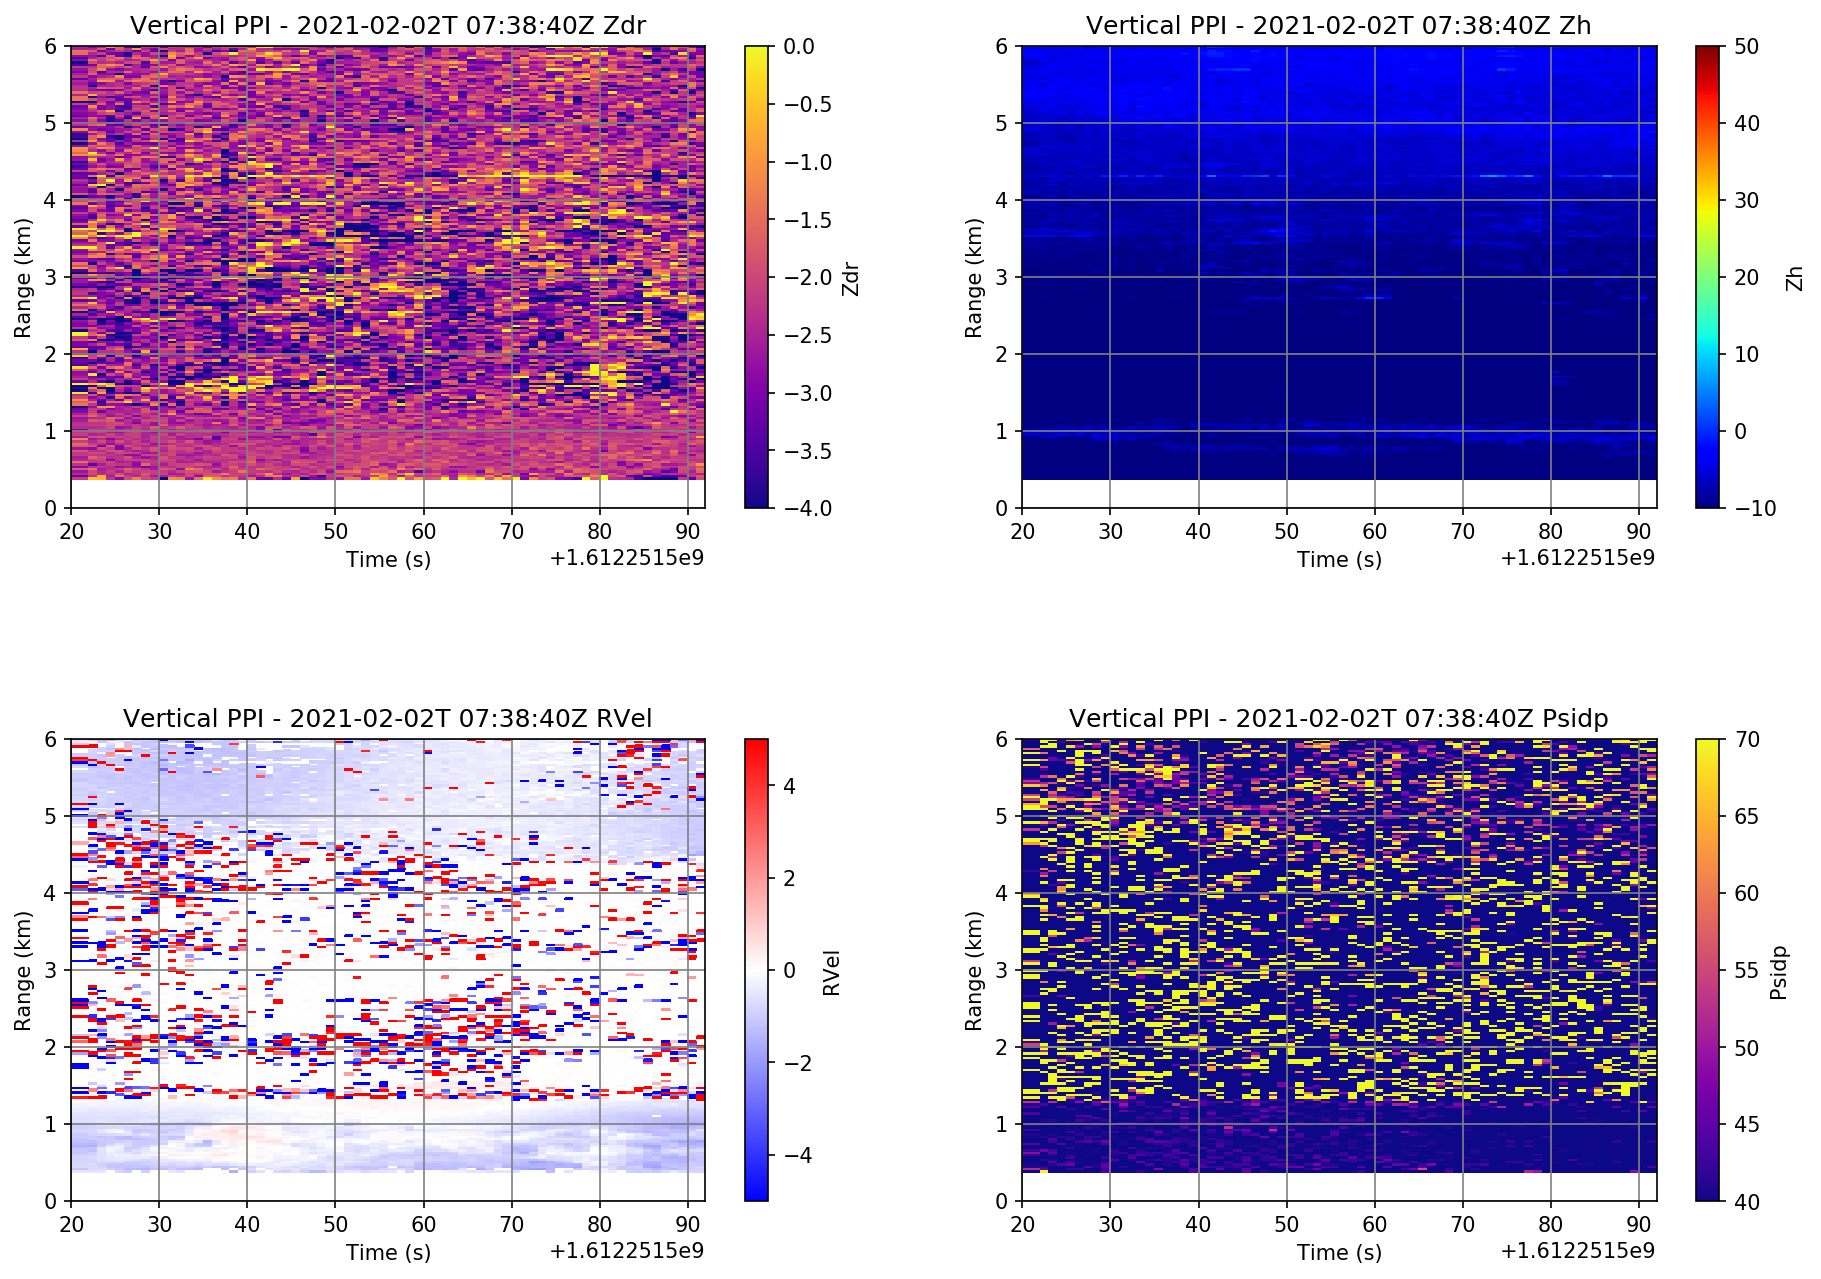 Vertical PPI - 2021-02-02T 07:38:40Z Zdr
6
5
4
3
2
1
0
Range (km)
20 30 40 50 60 70 80 90
Time (s)
+1.6122515e9
0.0
−0.5
−1.0
−1.5
−2.0
−2.5
−3.0
−3.5
−4.0
Zdr
Vertical PPI - 2021-02-02T 07:38:40Z Zh
6
5
4
3
2
1
0
Range (km)
20 30 40 50 60 70 80 90
Time (s)
+1.6122515e9
50
40
30
20
10
0
−10
Zh
Vertical PPI - 2021-02-02T 07:38:40Z RVel
6
5
4
3
2
1
0
Range (km)
20 30 40 50 60 70 80 90
Time (s)
+1.6122515e9
4
2
0
−2
−4
RVel
Vertical PPI - 2021-02-02T 07:38:40Z Psidp
6
5
4
3
2
1
0
Range (km)
20 30 40 50 60 70 80 90
Time (s)
+1.6122515e9
70
65
60
55
50
45
40
Psidp